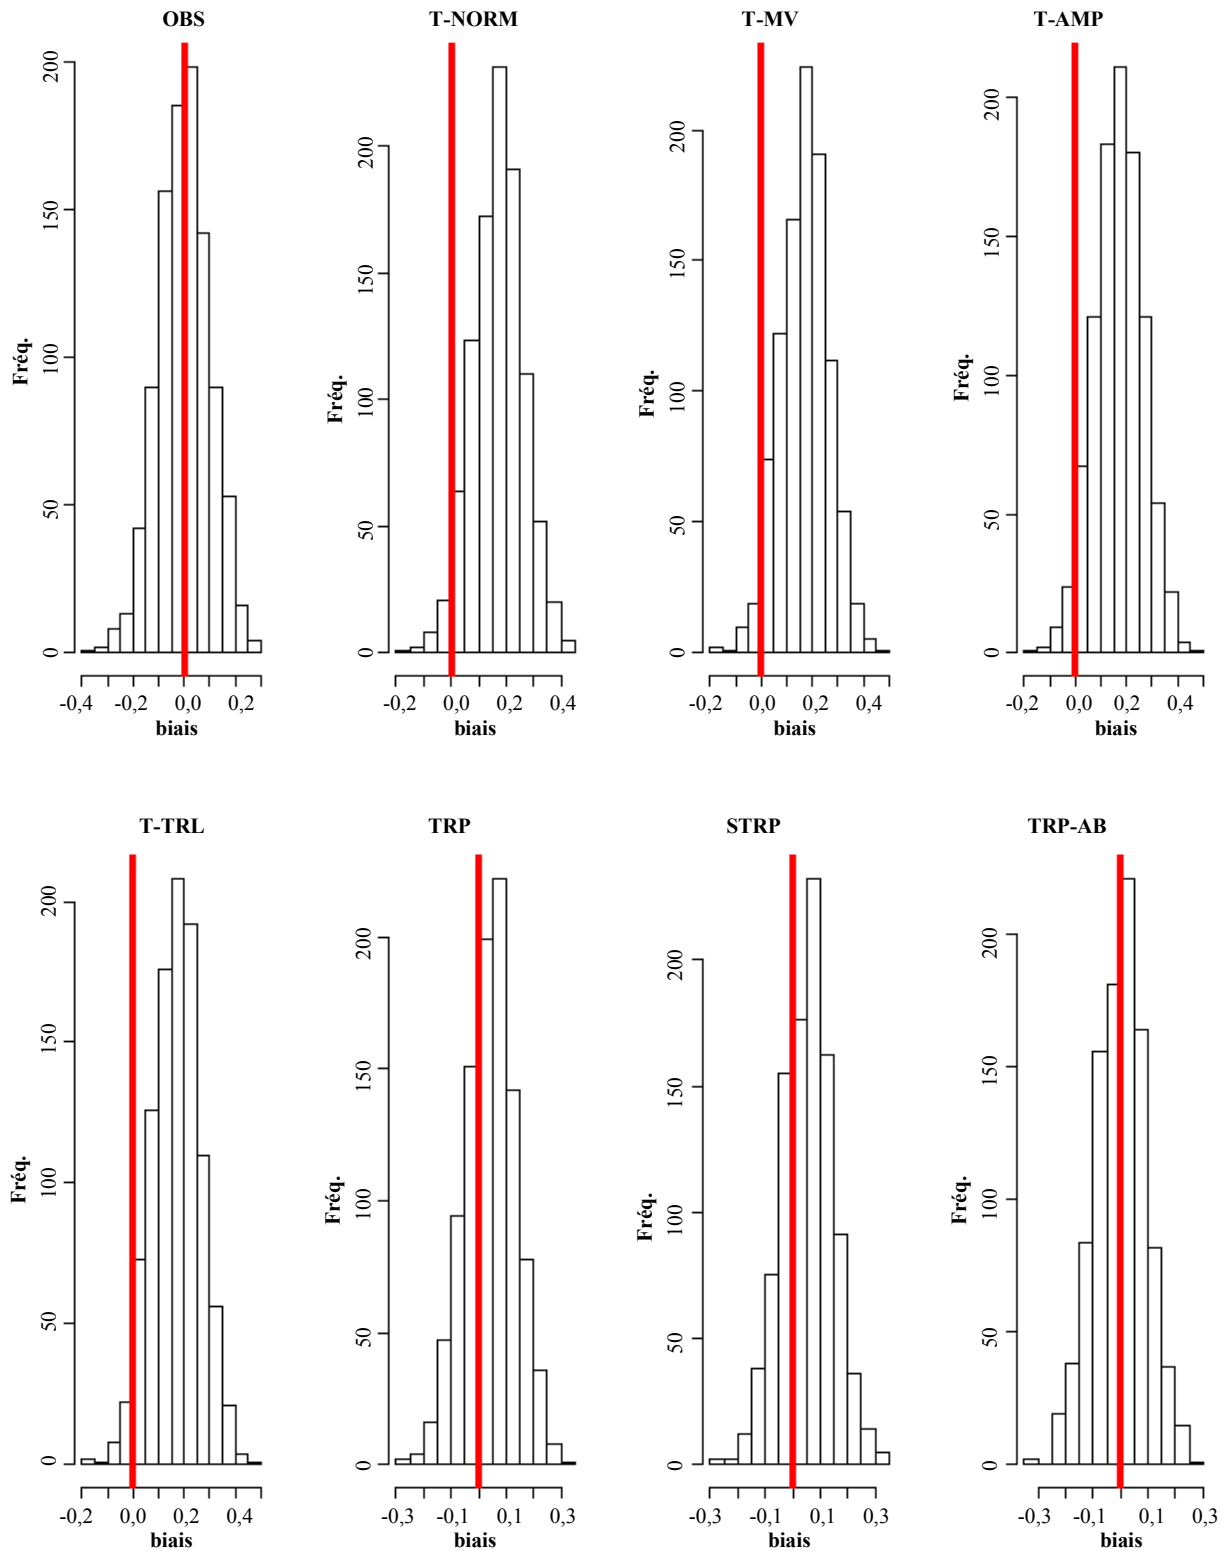 OBS T-NORM T-MV T-AMP
Fréq. 0 50 100 150 200
-0,4 -0,2 0,0 0,2
biais
Fréq. 0 50 100 150 200
-0,2 0,0 0,2 0,4
biais
Fréq. 0 50 100 150 200
-0,2 0,0 0,2 0,4
biais
Fréq. 0 50 100 150 200
-0,2 0,0 0,2 0,4
biais
T-TRL TRP STRP TRP-AB
Fréq. 0 50 100 150 200
-0,2 0,0 0,2 0,4
biais
Fréq. 0 50 100 150 200
-0,3 -0,1 0,1 0,3
biais
Fréq. 0 50 100 150 200
-0,3 -0,1 0,1 0,3
biais
Fréq. 0 50 100 150 200
-0,3 -0,1 0,1 0,3
biais